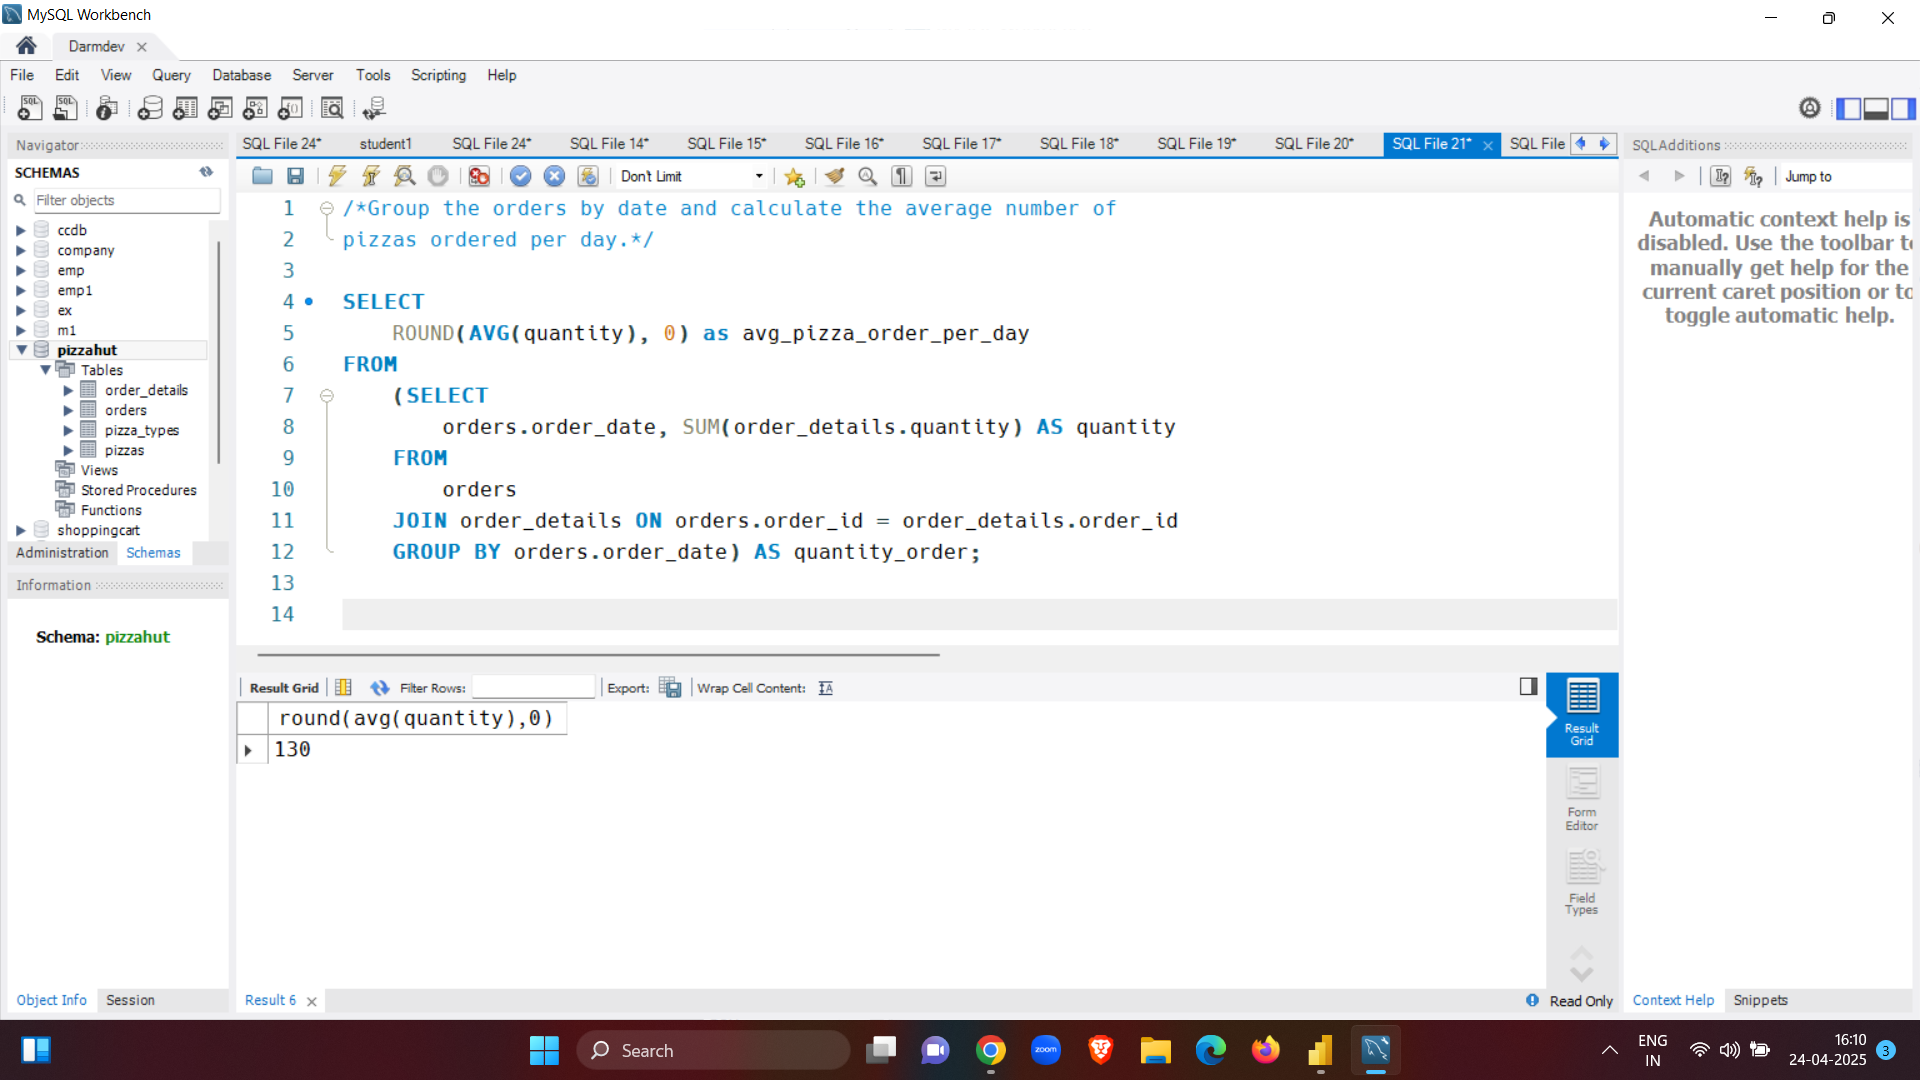 MySQL Workbench
Darmdev
File Edit View Query Database Server Tools Scripting Help
Navigator
SCHEMAS
Filter objects
ccdb
company
emp
emp1
ex
m1
pizzahut
Tables
order_details
orders
pizza_types
pizzas
Views
Stored Procedures
Functions
shoppingcart
Administration Schemas
Information
Schema: pizzahut
Object Info Session
SQL File 24* student1 SQL File 24* SQL File 14* SQL File 15* SQL File 16* SQL File 17* SQL File 18* SQL File 19* SQL File 20* SQL File 21* SQL File
Don't Limit
1 /*Group the orders by date and calculate the average number of
2 pizzas ordered per day.*/
3
4 SELECT
5 ROUND(AVG(quantity), 0) as avg_pizza_order_per_day
6 FROM
7 (SELECT
8 orders.order_date, SUM(order_details.quantity) AS quantity
9 FROM
10 orders
11 JOIN order_details ON orders.order_id = order_details.order_id
12 GROUP BY orders.order_date) AS quantity_order;
13
14
Result Grid Filter Rows: Export: Wrap Cell Content:
round(avg(quantity),0)
130
Result Grid
Form Editor
Field Types
Result 6
Read Only
SQLAdditions
Jump to
Automatic context help is
disabled. Use the toolbar to
manually get help for the
current caret position or to
toggle automatic help.
Context Help Snippets
Search
zoom
ENG
IN
16:10
24-04-2025
3